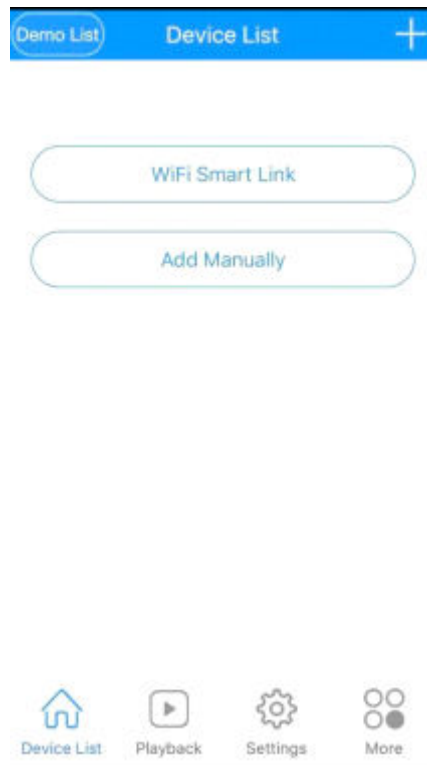 Demo List Device List +
WiFi Smart Link
Add Manually
Device List Playback Settings More